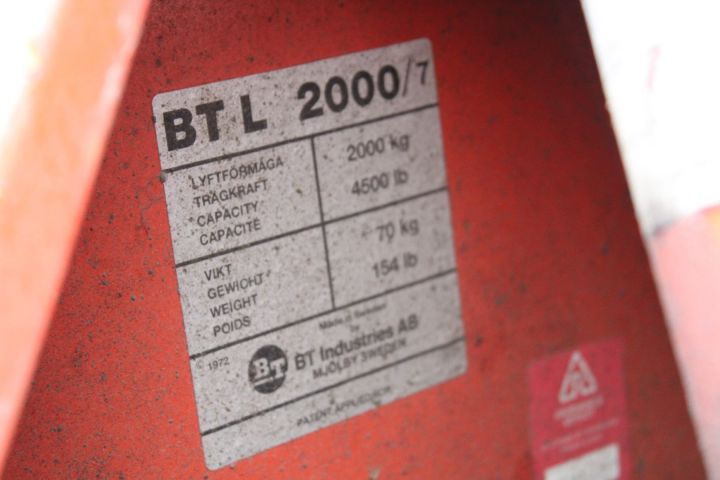 BT L 2000/7
LYFTFÖRMÅGA
TRAGKRAFT
CAPACITY
CAPACITÉ
2000 kg
4500 lb
VIKT
GEWICHT
WEIGHT
POIDS
70 kg
154 lb
Made in Sweden
by
© 1972 BT BT Industries AB
MJÖLBY SWEDEN
PATENT APPLIED FOR